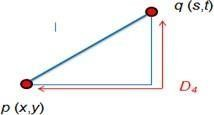 q (s,t)
l
D4
p (x,y)